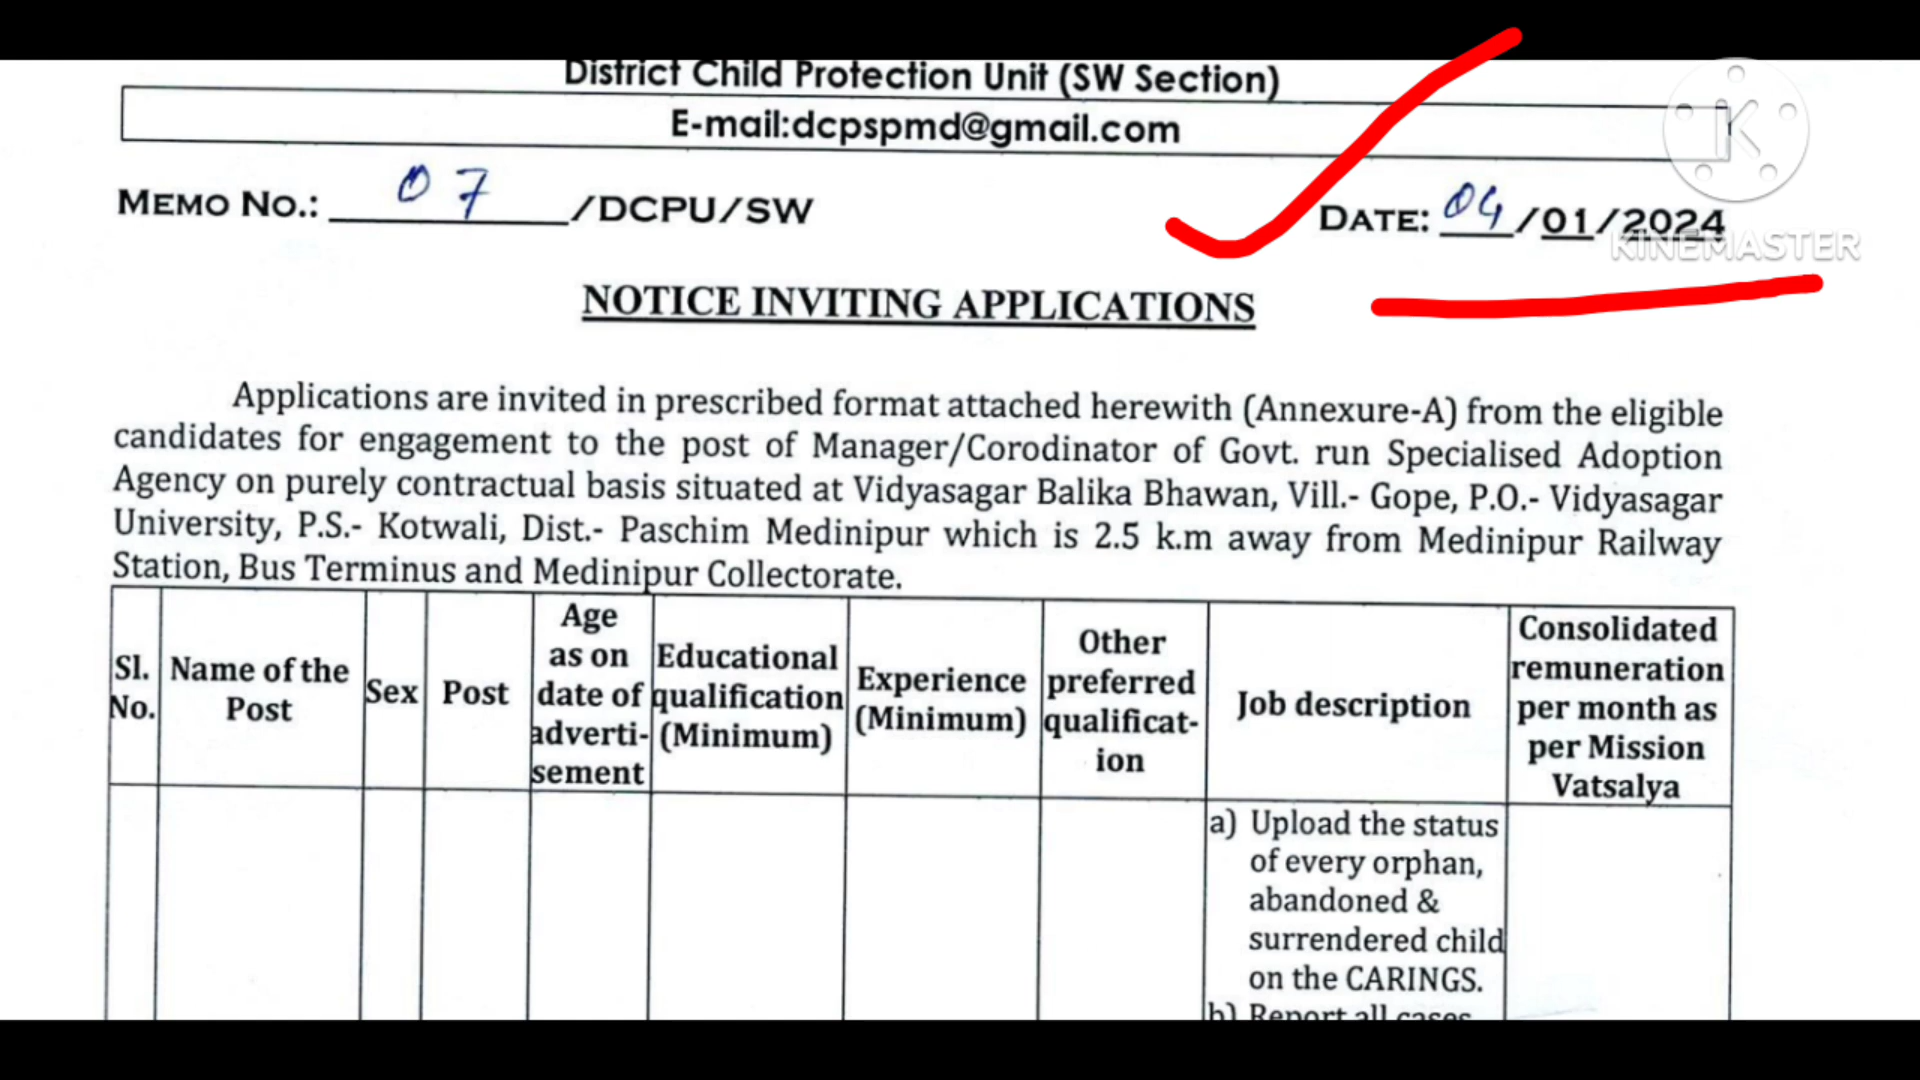 District Child Protection Unit (SW Section)
E-mail:dcpspmd@gmail.com
MEMO NO.: 07 /DCPU/SW
DATE: 04/01/2024
KINEMASTER
NOTICE INVITING APPLICATIONS
Applications are invited in prescribed format attached herewith (Annexure-A) from the eligible
candidates for engagement to the post of Manager/Corodinator of Govt. run Specialised Adoption
Agency on purely contractual basis situated at Vidyasagar Balika Bhawan, Vill.- Gope, P.O.- Vidyasagar
University, P.S.- Kotwali, Dist.- Paschim Medinipur which is 2.5 k.m away from Medinipur Railway
Station, Bus Terminus and Medinipur Collectorate.
Sl.
No.
Name of the
Post
Sex
Post
Age
as on
date of
adverti-
sement
Educational
qualification
(Minimum)
Experience
(Minimum)
Other
preferred
qualificat-
ion
Job description
Consolidated
remuneration
per month as
per Mission
Vatsalya
a) Upload the status
of every orphan,
abandoned &
surrendered child
on the CARINGS.
b) Report all cases